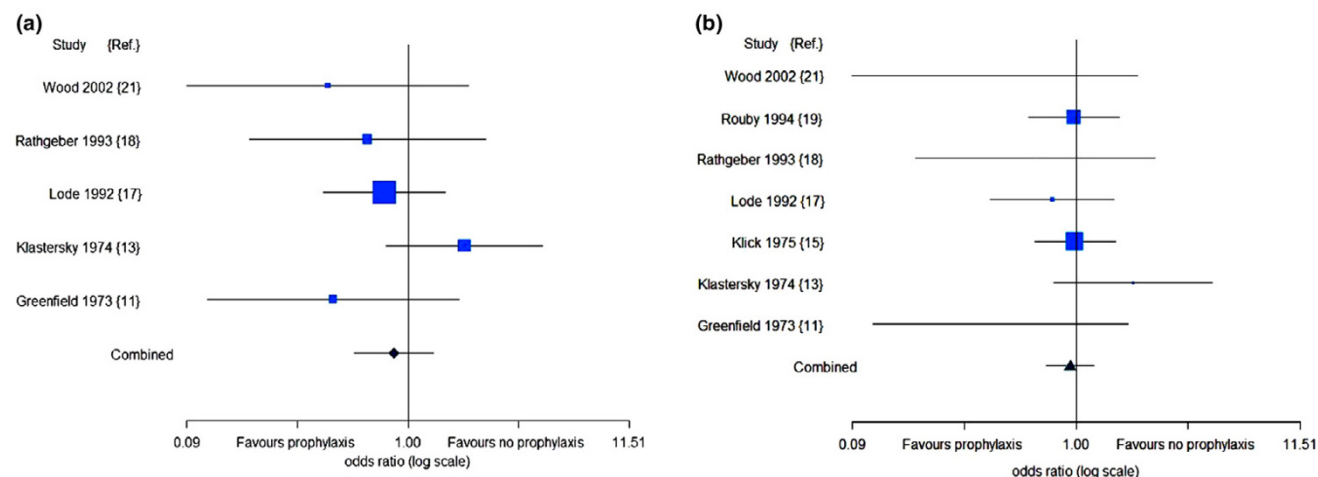 (a)
Study {Ref.}
Wood 2002 {21}
Rathgeber 1993 {18}
Lode 1992 {17}
Klastersky 1974 {13}
Greenfield 1973 {11}
Combined
0.09 Favours prophylaxis 1.00 Favours no prophylaxis 11.51
odds ratio (log scale)
(b)
Study {Ref.}
Wood 2002 {21}
Rouby 1994 {19}
Rathgeber 1993 {18}
Lode 1992 {17}
Klick 1975 {15}
Klastersky 1974 {13}
Greenfield 1973 {11}
Combined
0.09 Favours prophylaxis 1.00 Favours no prophylaxis 11.51
odds ratio (log scale)